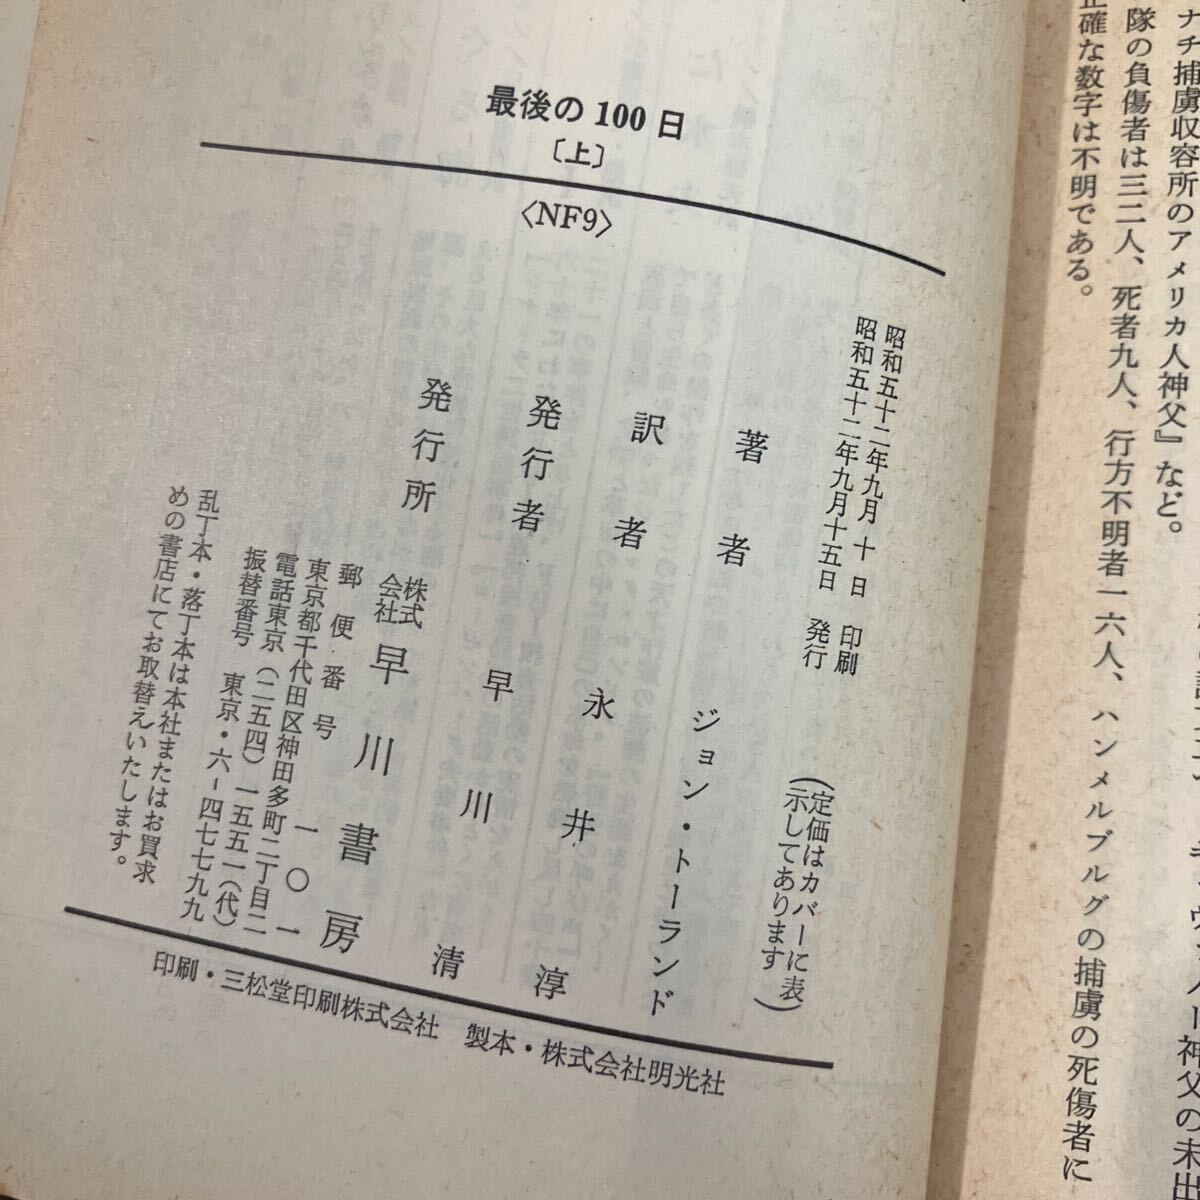 ナチ捕虜収容所のアメリカ人神父』など。
隊の負傷者は三二人、死者九人、行方不明者一六人、ハンメルブルグの捕虜の死傷者に
正確な数字は不明である。
神父の未出
最後の100日
〔上〕
〈NF9〉
昭和五十二年九月十日 印刷
昭和五十二年九月十五日 発行
(定価はカバーに表
示してあります)
著者 ジョン・トーランド
訳者 永井淳
発行者 早川清
発行所 株式会社 早川書房
郵便番号 一〇一
東京都千代田区神田多町二丁目二
電話東京(二五四)一五五一(代)
振替番号 東京・六-四七七九九
乱丁本・落丁本は本社またはお買求
めの書店にてお取替えいたします。
印刷・三松堂印刷株式会社 製本・株式会社明光社